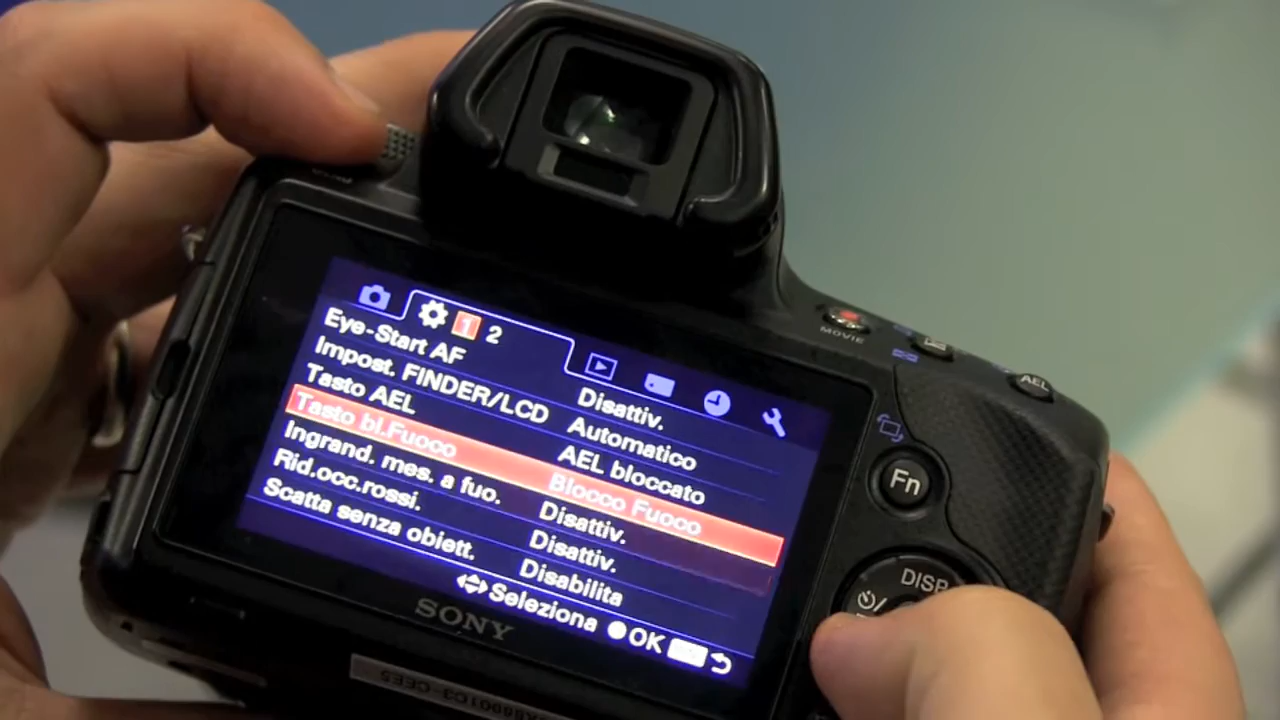 1 2
Eye-Start AF Disattiv.
Impost. FINDER/LCD Automatico
Tasto AEL AEL bloccato
Tasto bl.Fuoco Blocco Fuoco
Ingrand. mes. a fuo. Disattiv.
Rid.occ.rossi. Disattiv.
Scatta senza obiett. Disabilita
Seleziona OK
SONY
MOVIE
AEL
Fn
DISP